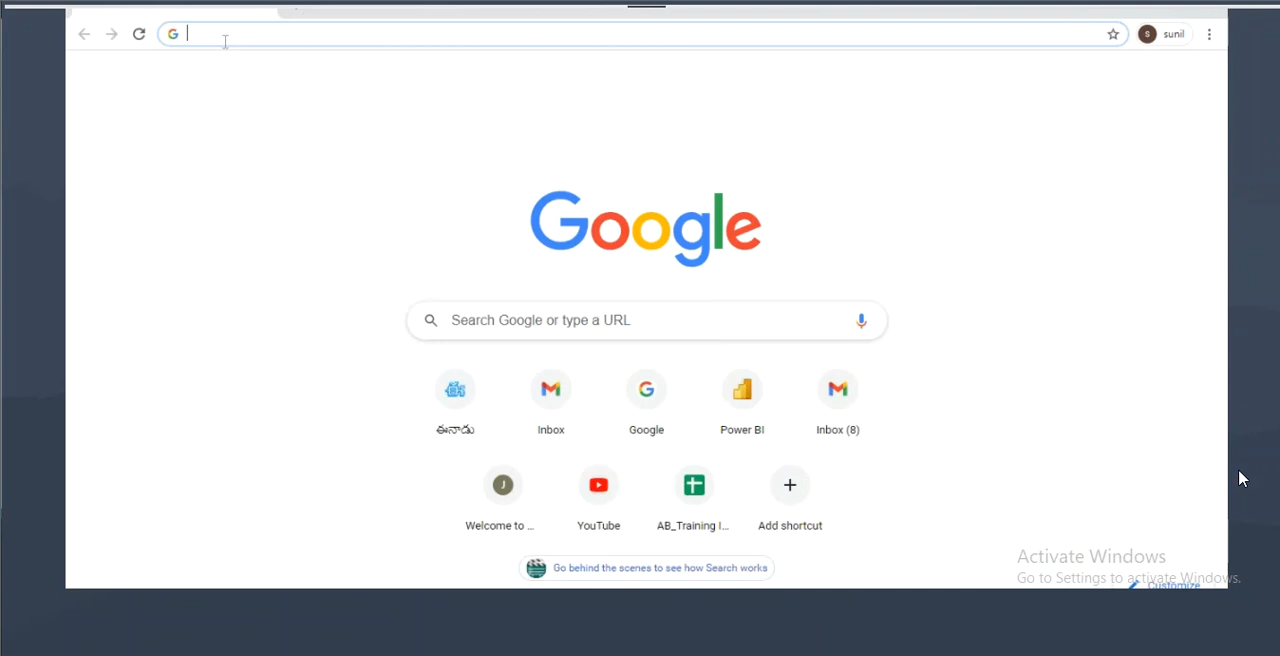 S sunil
Google
Search Google or type a URL
ఈనాడు
Inbox
Google
Power BI
Inbox (8)
J
Welcome to ...
YouTube
AB_Training I...
Add shortcut
Go behind the scenes to see how Search works
Activate Windows
Go to Settings to activate Windows.
Customize